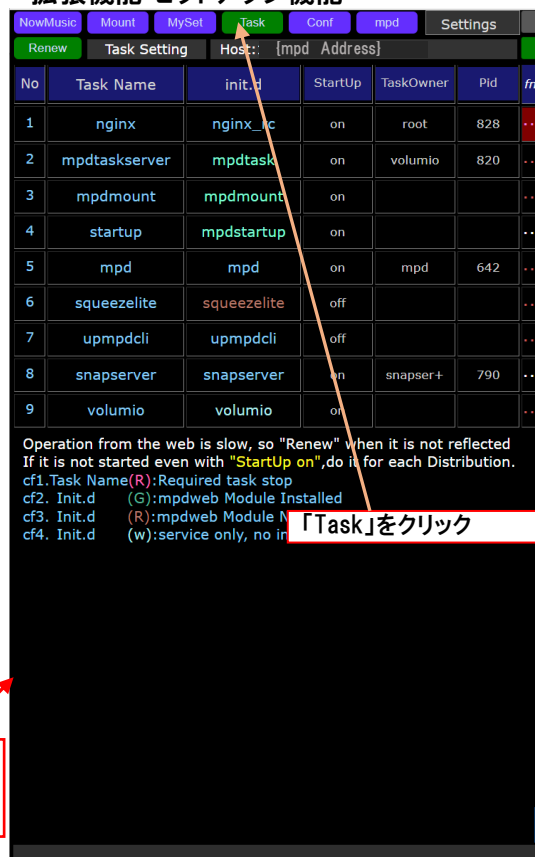 NowMusic Mount MySet Task Conf mpd Settings
Renew Task Setting Host:: {mpd Address}
No Task Name init.d StartUp TaskOwner Pid
1 nginx nginx_rc on root 828
2 mpdtaskserver mpdtask on volumio 820
3 mpdmount mpdmount on
4 startup mpdstartup on
5 mpd mpd on mpd 642
6 squeezelite squeezelite off
7 upmpdcli upmpdcli off
8 snapserver snapserver on snapser+ 790
9 volumio volumio on
Operation from the web is slow, so "Renew" when it is not reflected
If it is not started even with "StartUp on",do it for each Distribution.
cf1.Task Name(R):Required task stop
cf2. Init.d (G):mpdweb Module Installed
cf3. Init.d (R):mpdweb Module
cf4. Init.d (w):service only, no
「Task」をクリック